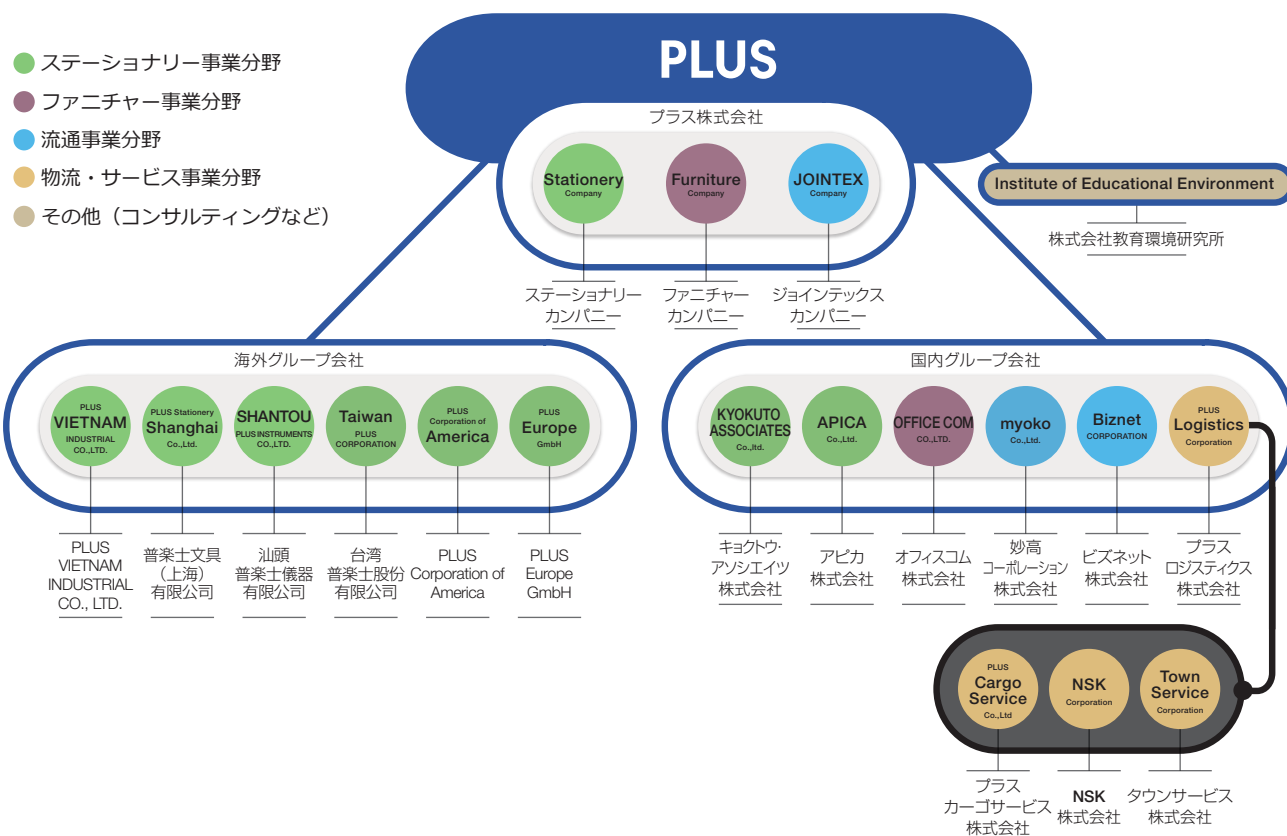 PLUS
ステーショナリー事業分野
ファニチャー事業分野
流通事業分野
物流・サービス事業分野
その他（コンサルティングなど）
プラス株式会社
Stationery
Company
Furniture
Company
JOINTEX
Company
ステーショナリー
カンパニー
ファニチャー
カンパニー
ジョインテックス
カンパニー
Institute of Educational Environment
株式会社教育環境研究所
海外グループ会社
PLUS
VIETNAM
INDUSTRIAL
CO.,LTD.
PLUS Stationery
Shanghai
Co.,Ltd.
SHANTOU
PLUS INSTRUMENTS
CO.,LTD.
Taiwan
PLUS
CORPORATION
PLUS
Corporation of
America
PLUS
Europe
GmbH
PLUS
VIETNAM
INDUSTRIAL
CO., LTD.
普楽士文具
（上海）
有限公司
汕頭
普楽士儀器
有限公司
台湾
普楽士股份
有限公司
PLUS
Corporation of
America
PLUS
Europe
GmbH
国内グループ会社
KYOKUTO
ASSOCIATES
Co.,ltd.
APICA
Co.,Ltd.
OFFICE COM
CO.,LTD.
myoko
Co.,Ltd.
Biznet
CORPORATION
PLUS
Logistics
Corporation
キョクトウ・
アソシエイツ
株式会社
アピカ
株式会社
オフィスコム
株式会社
妙高
コーポレーション
株式会社
ビズネット
株式会社
プラス
ロジスティクス
株式会社
PLUS
Cargo
Service
Co.,Ltd
NSK
Corporation
Town
Service
Corporation
プラス
カーゴサービス
株式会社
NSK
株式会社
タウンサービス
株式会社